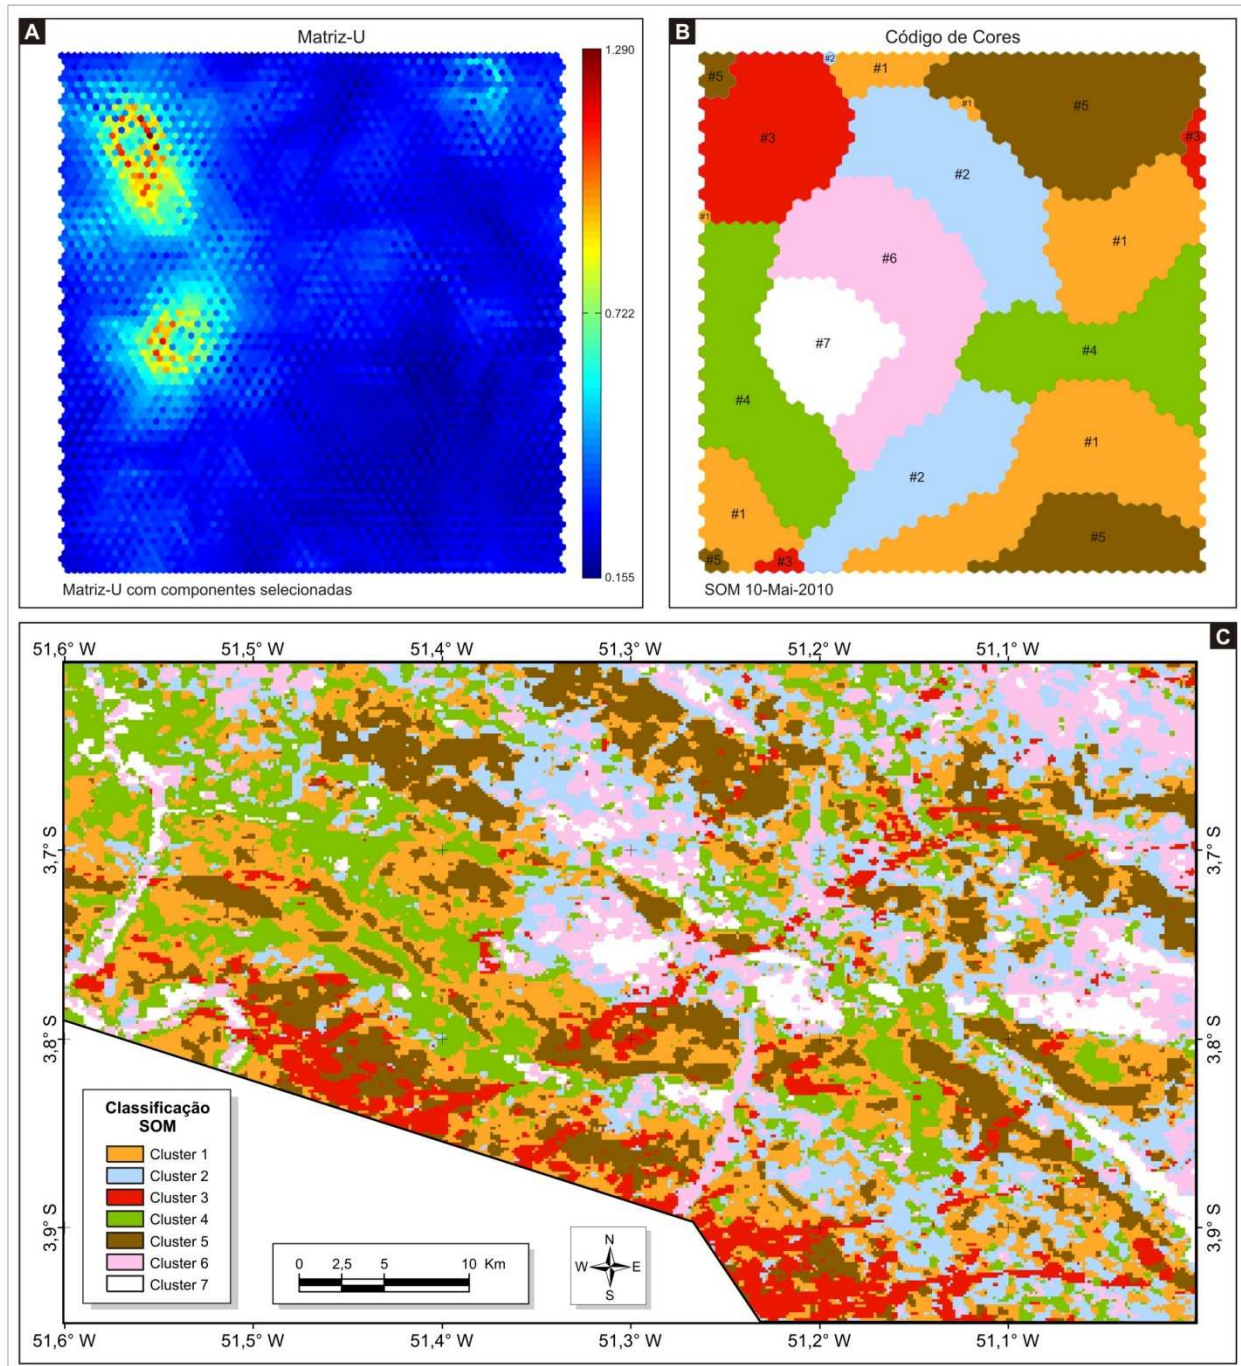 A
Matriz-U
1.290
0.722
0.155
Matriz-U com componentes selecionadas
B
Código de Cores
#5
#3
#2
#1
#1
#5
#3
#2
#1
#1
#6
#7
#4
#4
#1
#2
#1
#5
#3
#5
SOM 10-Mai-2010
C
51,6° W
51,5° W
51,4° W
51,3° W
51,2° W
51,1° W
3,7° S
3,7° S
3,8° S
3,8° S
3,9° S
3,9° S
Classificação
SOM
Cluster 1
Cluster 2
Cluster 3
Cluster 4
Cluster 5
Cluster 6
Cluster 7
0 2,5 5 10 Km
N
W E
S
51,6° W
51,5° W
51,4° W
51,3° W
51,2° W
51,1° W